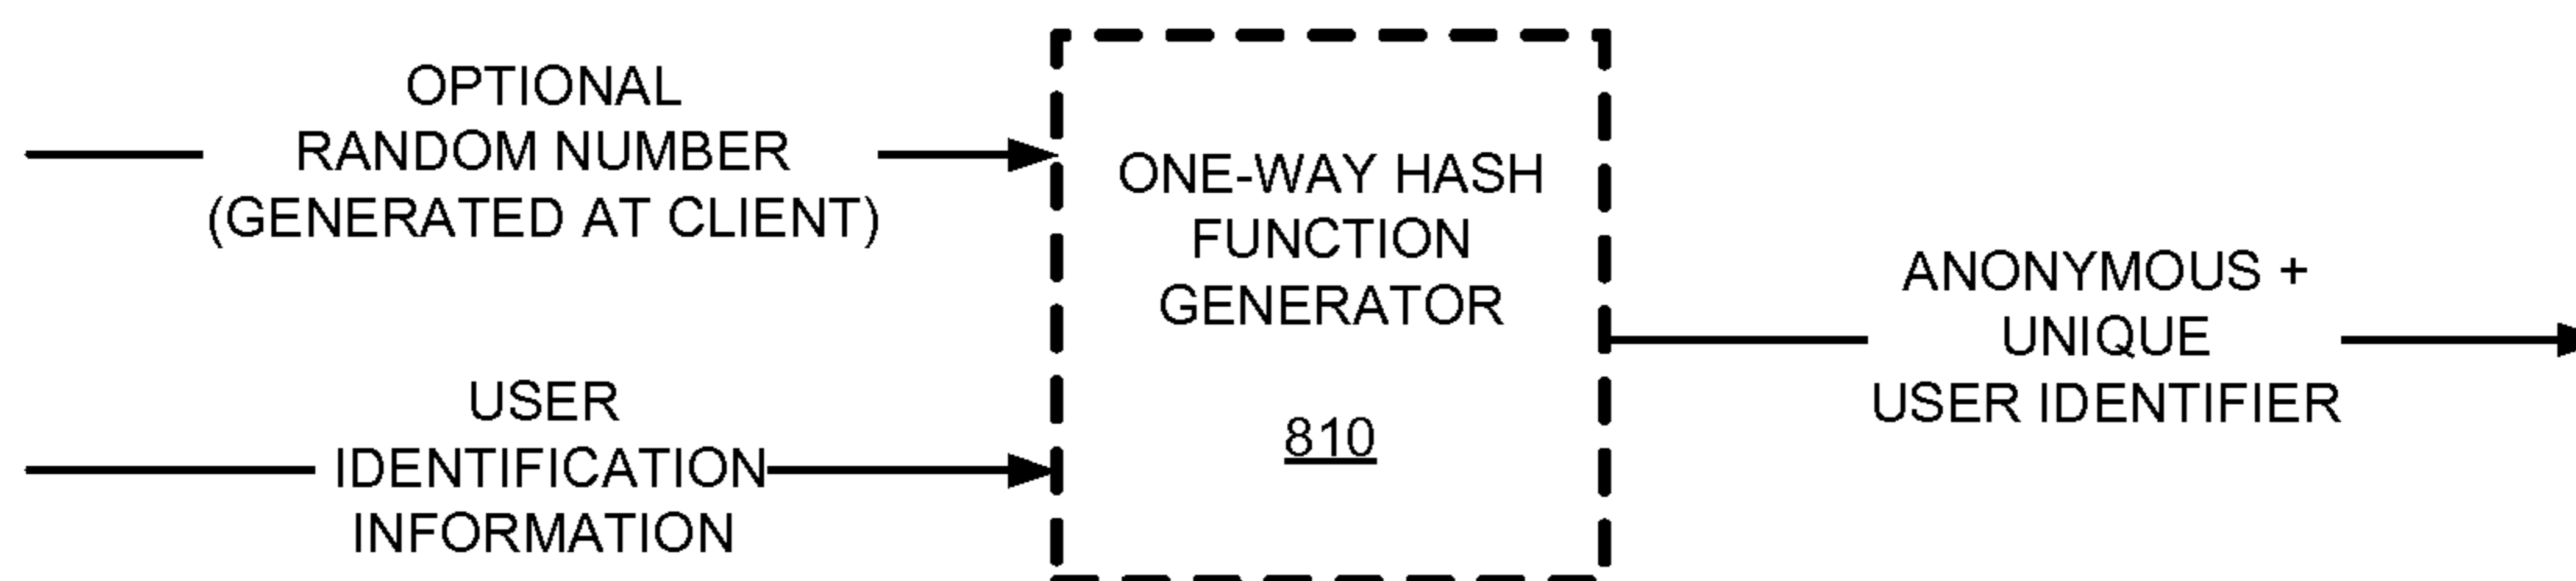 OPTIONAL
RANDOM NUMBER
(GENERATED AT CLIENT)
USER
IDENTIFICATION
INFORMATION
ONE-WAY HASH
FUNCTION
GENERATOR
810
ANONYMOUS +
UNIQUE
USER IDENTIFIER